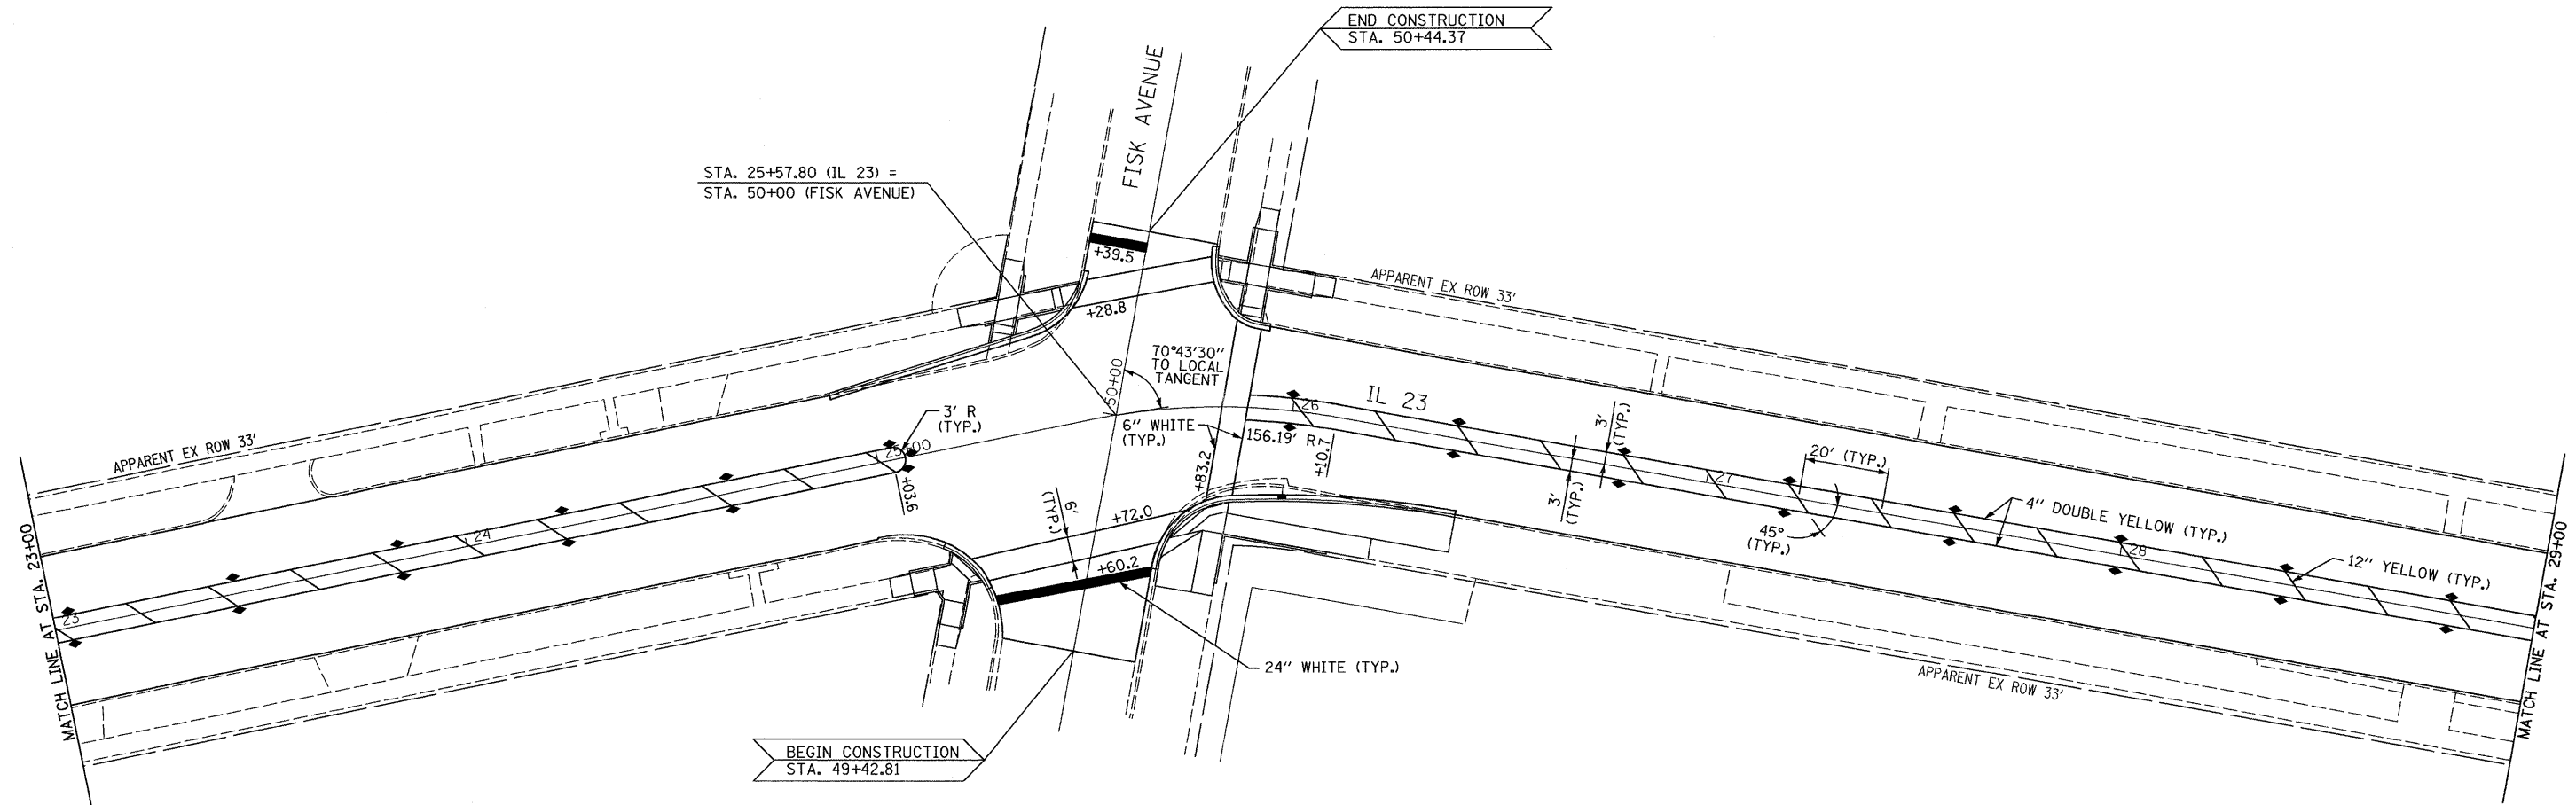 END CONSTRUCTION
STA. 50+44.37
FISK AVENUE
STA. 25+57.80 (IL 23) =
STA. 50+00 (FISK AVENUE)
+39.5
+28.8
APPARENT EX ROW 33'
70°43'30"
TO LOCAL
TANGENT
50+00
IL 23
26
3' R
(TYP.)
6" WHITE
(TYP.)
156.19' R
+10.7
+83.2
3'
(TYP.)
3'
(TYP.)
20' (TYP.)
27
45°
(TYP.)
4" DOUBLE YELLOW (TYP.)
28
12" YELLOW (TYP.)
APPARENT EX ROW 33'
25+00
+03.6
24
23
6'
(TYP.)
+72.0
+60.2
24" WHITE (TYP.)
APPARENT EX ROW 33'
MATCH LINE AT STA. 23+00
MATCH LINE AT STA. 29+00
BEGIN CONSTRUCTION
STA. 49+42.81